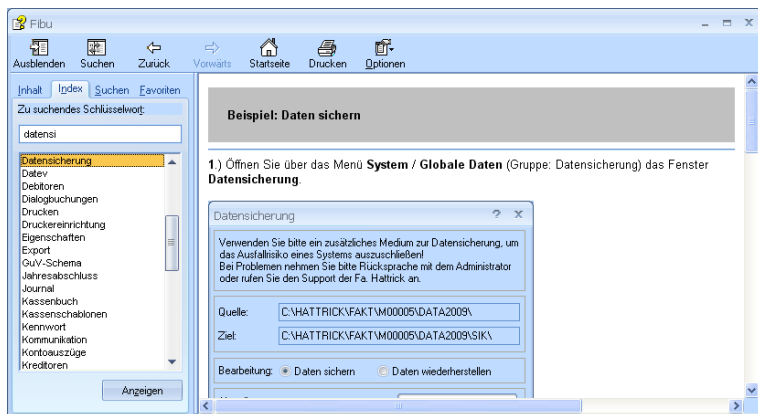 Fibu
Ausblenden Suchen Zurück Vorwärts Startseite Drucken Optionen
Inhalt Index Suchen Favoriten
Zu suchendes Schlüsselwort:
datensi
Datensicherung
Datev
Debitoren
Dialogbuchungen
Drucken
Druckereinrichtung
Eigenschaften
Export
GuV-Schema
Jahresabschluss
Journal
Kassenbuch
Kassenschablonen
Kennwort
Kommunikation
Kontoauszüge
Kreditoren
Anzeigen
Beispiel: Daten sichern
1.) Öffnen Sie über das Menü System / Globale Daten (Gruppe: Datensicherung) das Fenster
Datensicherung.
Datensicherung
Verwenden Sie bitte ein zusätzliches Medium zur Datensicherung, um
das Ausfallrisiko eines Systems auszuschließen!
Bei Problemen nehmen Sie bitte Rücksprache mit dem Administrator
oder rufen Sie den Support der Fa. Hattrick an.
Quelle: C:\HATTRICK\FAKT\M00005\DATA2009\
Ziel: C:\HATTRICK\FAKT\M00005\DATA2009\SIK\
Bearbeitung: Daten sichern Daten wiederherstellen